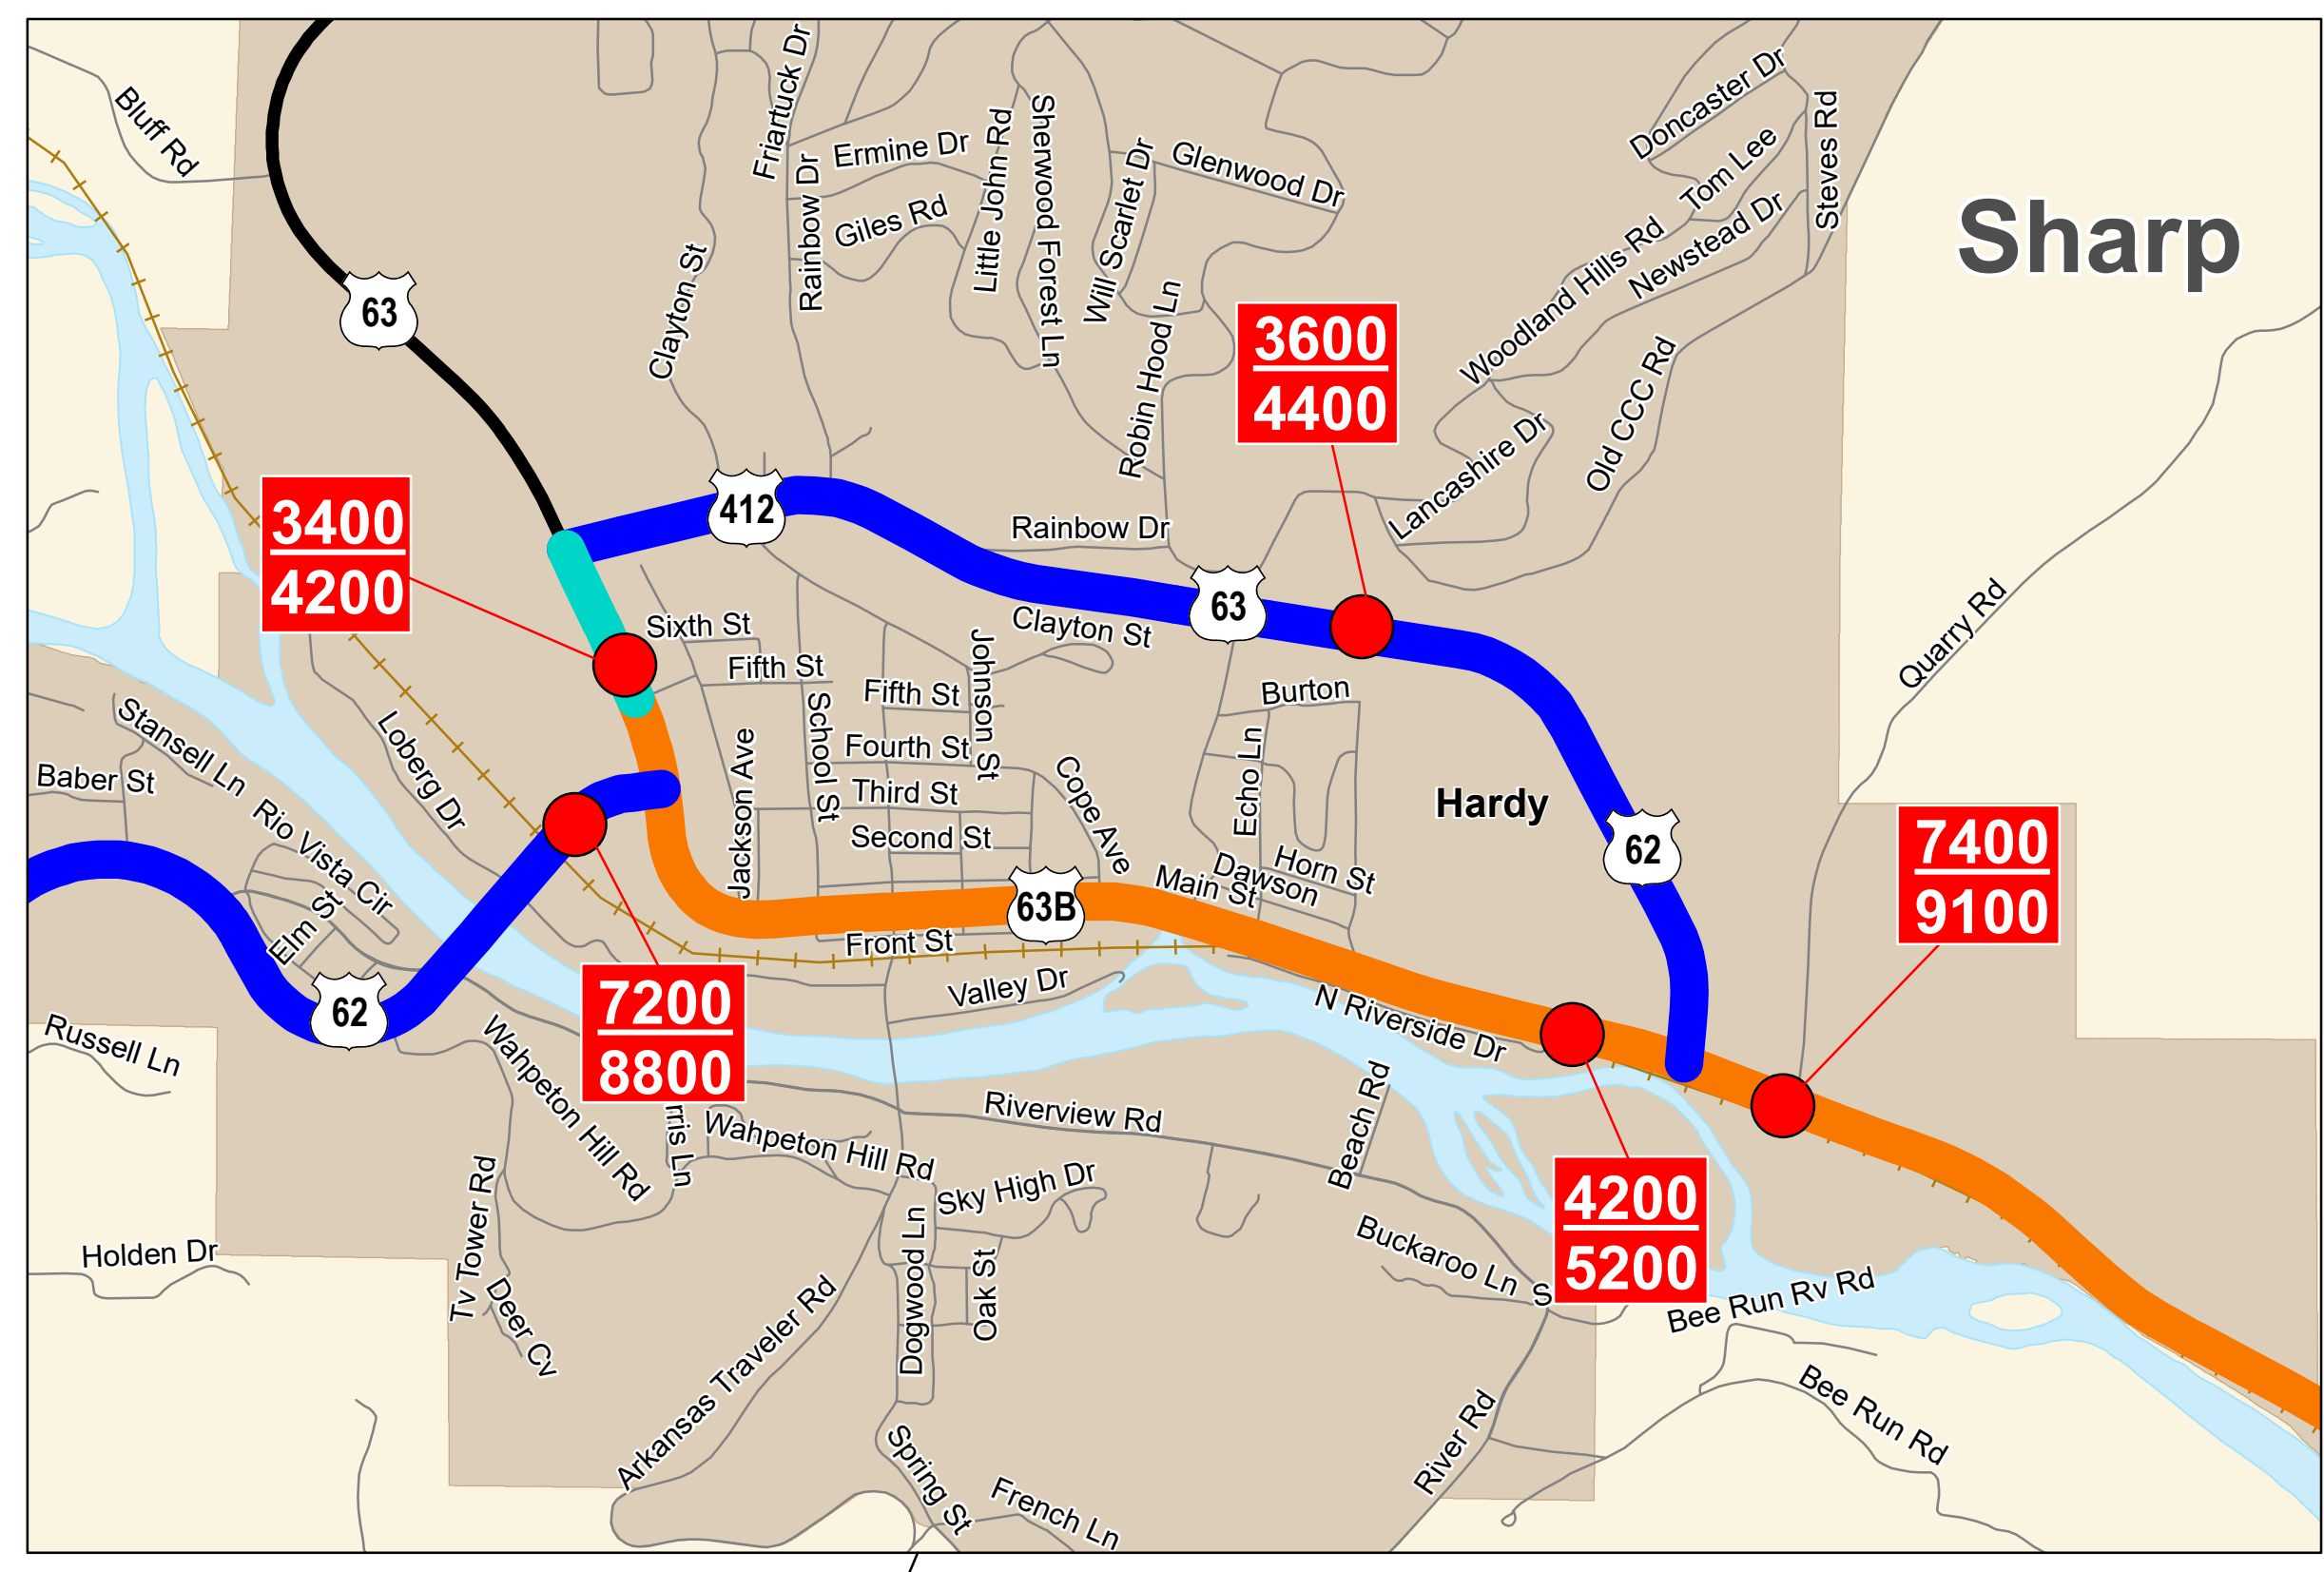 Bluff Rd
Friartuck Dr
Rainbow Dr
Ermine Dr
Giles Rd
Little John Rd
Sherwood Forest Ln
Will Scarlet Dr
Glenwood Dr
Robin Hood Ln
Doncaster Dr
Tom Lee
Steves Rd
Newstead Dr
Woodland Hills Rd
Sharp
63
Clayton St
3600
4400
Lancashire Dr
Old CCC Rd
412
Rainbow Dr
3400
4200
Sixth St
Clayton St
63
Quarry Rd
Fifth St
Fifth St
Johnson St
Burton
School St
Stansell Ln
Loberg Dr
Fourth St
Jackson Ave
Third St
Second St
Cope Ave
Echo Ln
Hardy
62
Baber St
Rio Vista Cir
Elm St
Horn St
Dawson
Main St
63B
7400
9100
Front St
Valley Dr
N Riverside Dr
62
7200
8800
Russell Ln
Wahpeton Hill Rd
rris Ln
Wahpeton Hill Rd
Riverview Rd
Beach Rd
Sky High Dr
4200
5200
Holden Dr
Tv Tower Rd
Deer Cv
Dogwood Ln
Oak St
Buckaroo Ln
S
Bee Run Rv Rd
Arkansas Traveler Rd
Bee Run Rd
River Rd
Spring St
French Ln